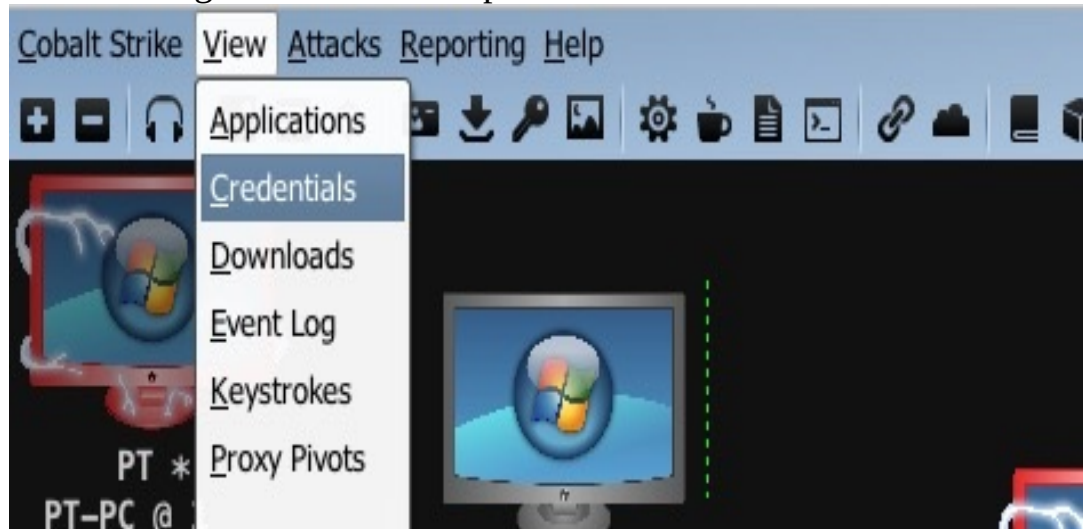 Cobalt Strike View Attacks Reporting Help
Applications
Credentials
Downloads
Event Log
Keystrokes
Proxy Pivots
PT *
PT-PC @